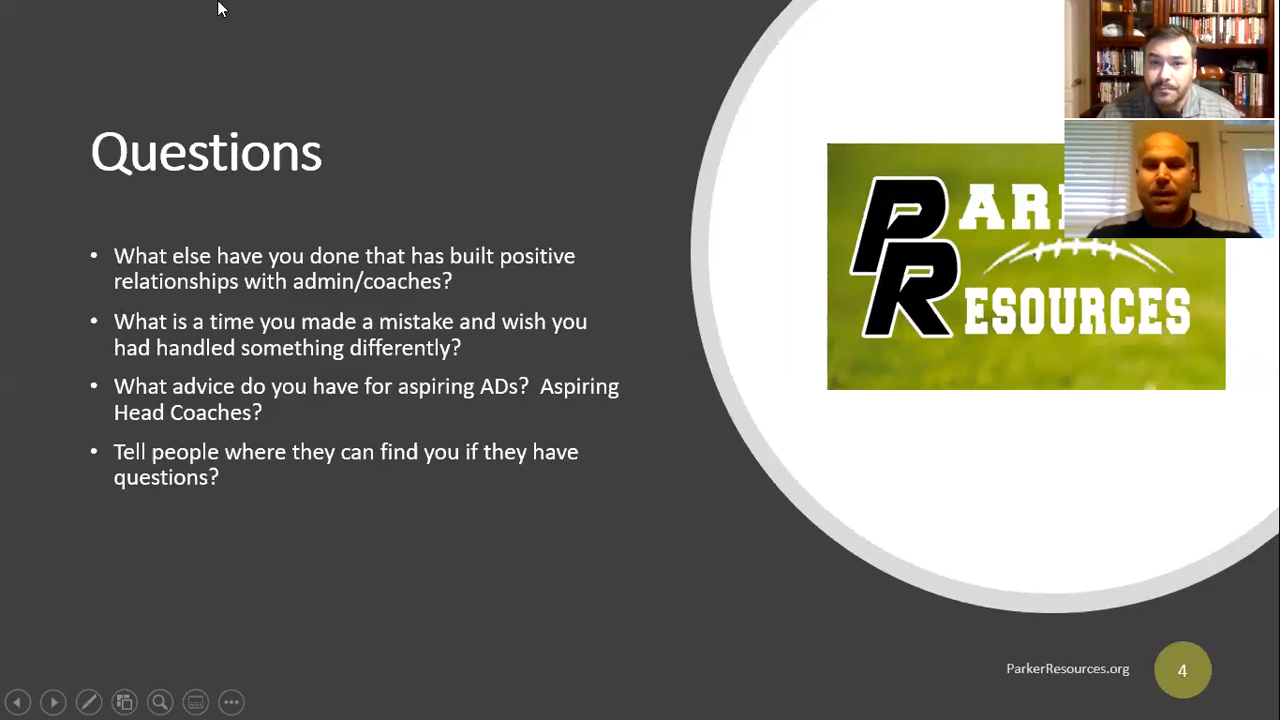 Questions
• What else have you done that has built positive
relationships with admin/coaches?
• What is a time you made a mistake and wish you
had handled something differently?
• What advice do you have for aspiring ADs?  Aspiring
Head Coaches?
• Tell people where they can find you if they have
questions?
PAR
RESOURCES
ParkerResources.org
4